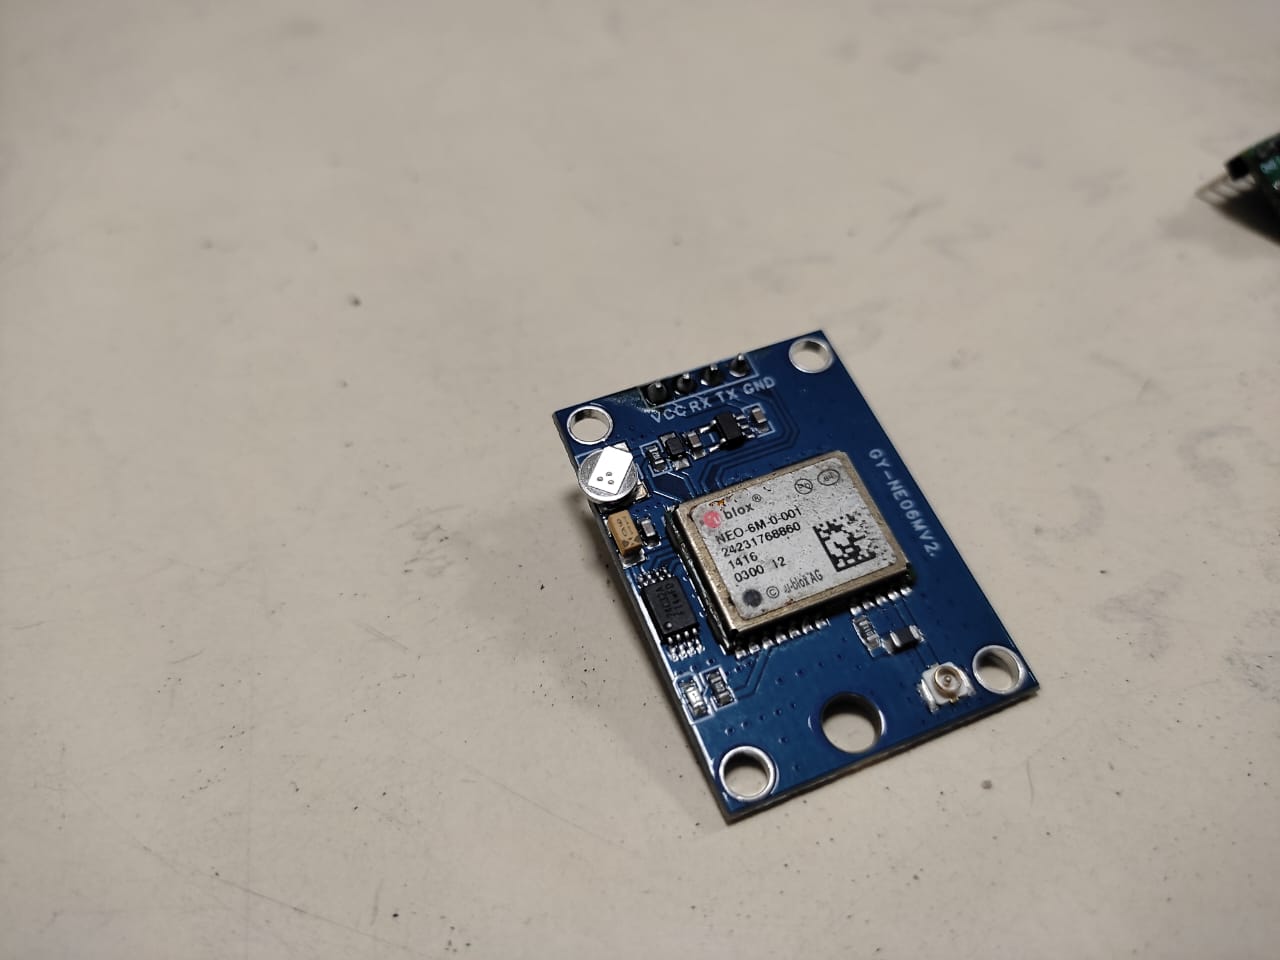 VCC RX TX GND
GY-NEO6MV2
u blox®
NEO-6M-0-001
24231768860
1416
0300 12
© u-blox AG